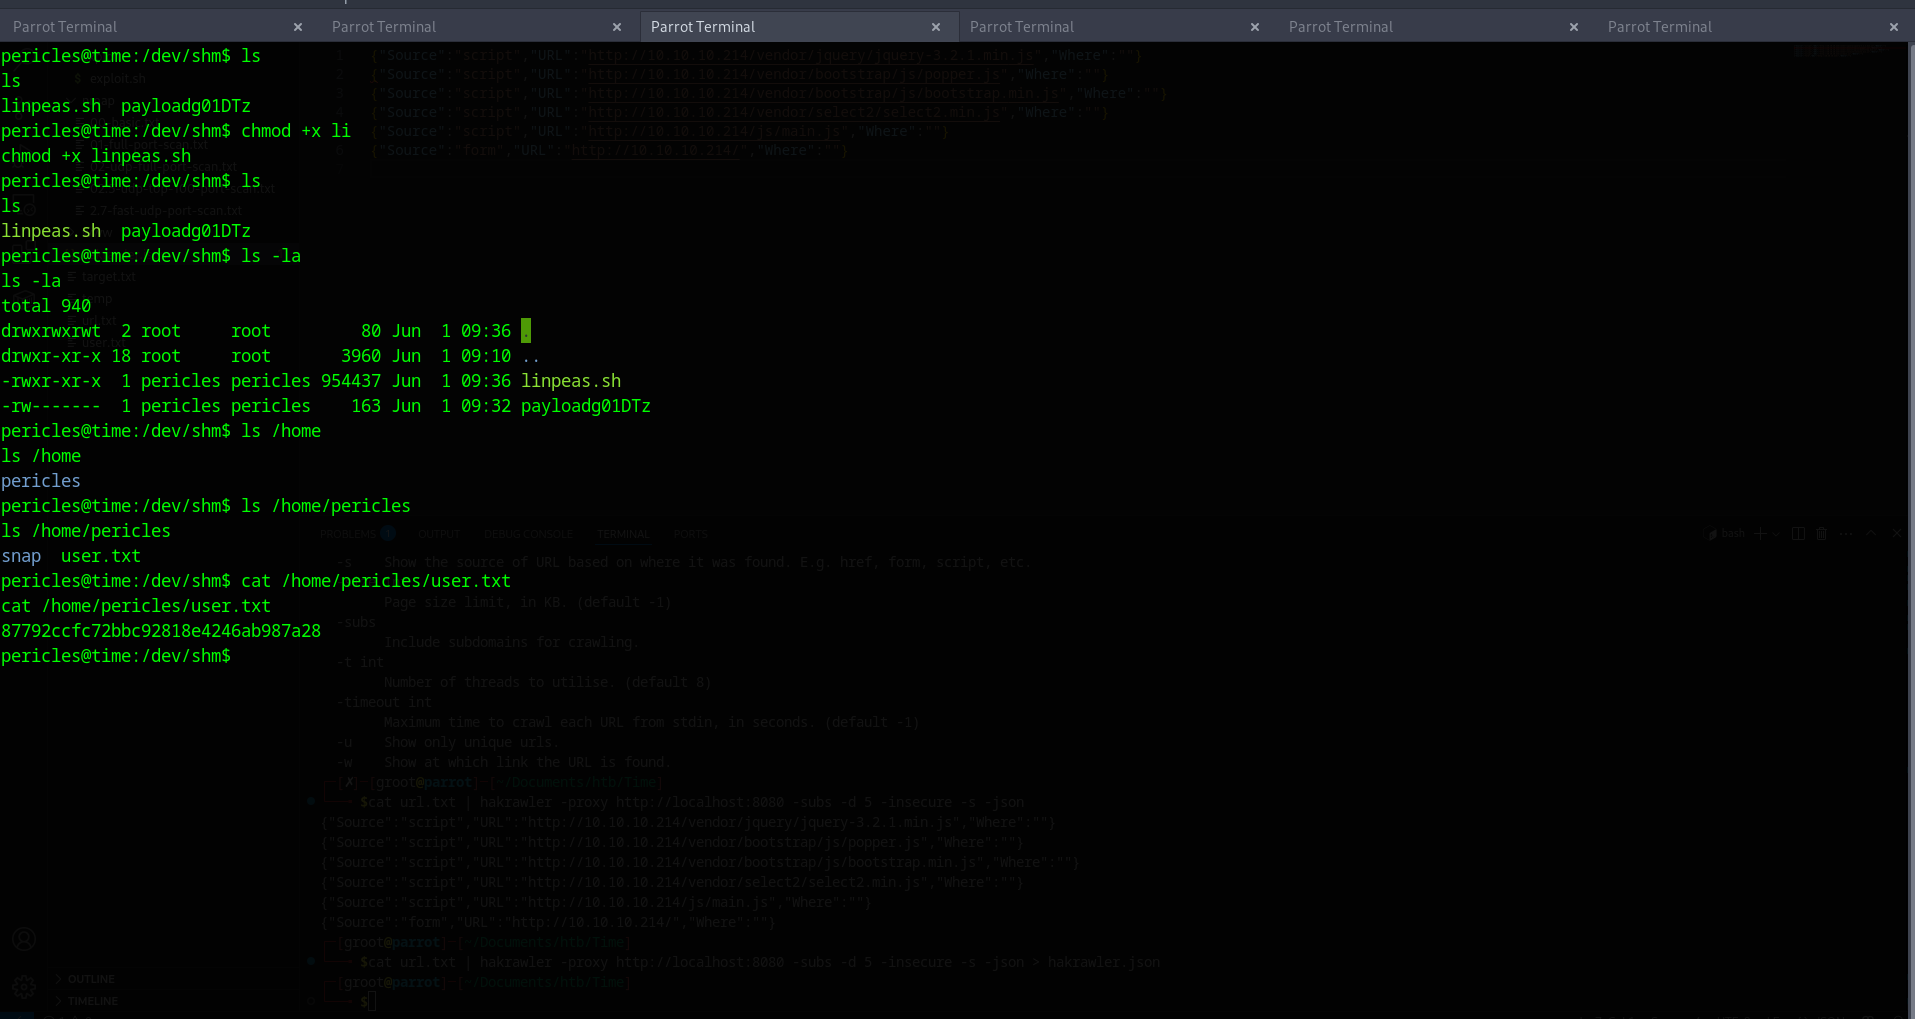 Parrot Terminal × Parrot Terminal × Parrot Terminal × Parrot Terminal × Parrot Terminal × Parrot Terminal ×
pericles@time:/dev/shm$ ls
ls
linpeas.sh  payloadg01DTz
pericles@time:/dev/shm$ chmod +x li
chmod +x linpeas.sh
pericles@time:/dev/shm$ ls
ls
linpeas.sh  payloadg01DTz
pericles@time:/dev/shm$ ls -la
ls -la
total 940
drwxrwxrwt  2 root     root         80 Jun  1 09:36 .
drwxr-xr-x 18 root     root       3960 Jun  1 09:10 ..
-rwxr-xr-x  1 pericles pericles 954437 Jun  1 09:36 linpeas.sh
-rw-------  1 pericles pericles    163 Jun  1 09:32 payloadg01DTz
pericles@time:/dev/shm$ ls /home
ls /home
pericles
pericles@time:/dev/shm$ ls /home/pericles
ls /home/pericles
snap  user.txt
pericles@time:/dev/shm$ cat /home/pericles/user.txt
cat /home/pericles/user.txt
87792ccfc72bbc92818e4246ab987a28
pericles@time:/dev/shm$
exploit.sh
2.7-fast-udp-port-scan.txt
target.txt
url.txt
1 {"Source":"script","URL":"http://10.10.10.214/vendor/jquery/jquery-3.2.1.min.js","Where":""}
2 {"Source":"script","URL":"http://10.10.10.214/vendor/bootstrap/js/popper.js","Where":""}
3 {"Source":"script","URL":"http://10.10.10.214/vendor/bootstrap/js/bootstrap.min.js","Where":""}
4 {"Source":"script","URL":"http://10.10.10.214/vendor/select2/select2.min.js","Where":""}
5 {"Source":"script","URL":"http://10.10.10.214/js/main.js","Where":""}
6 {"Source":"form","URL":"http://10.10.10.214/","Where":""}
PROBLEMS 1 OUTPUT DEBUG CONSOLE TERMINAL PORTS bash
-s    Show the source of URL based on where it was found. E.g. href, form, script, etc.
Page size limit, in KB. (default -1)
-subs
Include subdomains for crawling.
-t int
Number of threads to utilise. (default 8)
-timeout int
Maximum time to crawl each URL from stdin, in seconds. (default -1)
-u    Show only unique urls.
-w    Show at which link the URL is found.
[✗]-[groot@parrot]-[~/Documents/htb/Time]
$cat url.txt | hakrawler -proxy http://localhost:8080 -subs -d 5 -insecure -s -json
{"Source":"script","URL":"http://10.10.10.214/vendor/jquery/jquery-3.2.1.min.js","Where":""}
{"Source":"script","URL":"http://10.10.10.214/vendor/bootstrap/js/popper.js","Where":""}
{"Source":"script","URL":"http://10.10.10.214/vendor/bootstrap/js/bootstrap.min.js","Where":""}
{"Source":"script","URL":"http://10.10.10.214/vendor/select2/select2.min.js","Where":""}
{"Source":"script","URL":"http://10.10.10.214/js/main.js","Where":""}
{"Source":"form","URL":"http://10.10.10.214/","Where":""}
[groot@parrot]-[~/Documents/htb/Time]
$cat url.txt | hakrawler -proxy http://localhost:8080 -subs -d 5 -insecure -s -json > hakrawler.json
[groot@parrot]-[~/Documents/htb/Time]
$
OUTLINE
TIMELINE